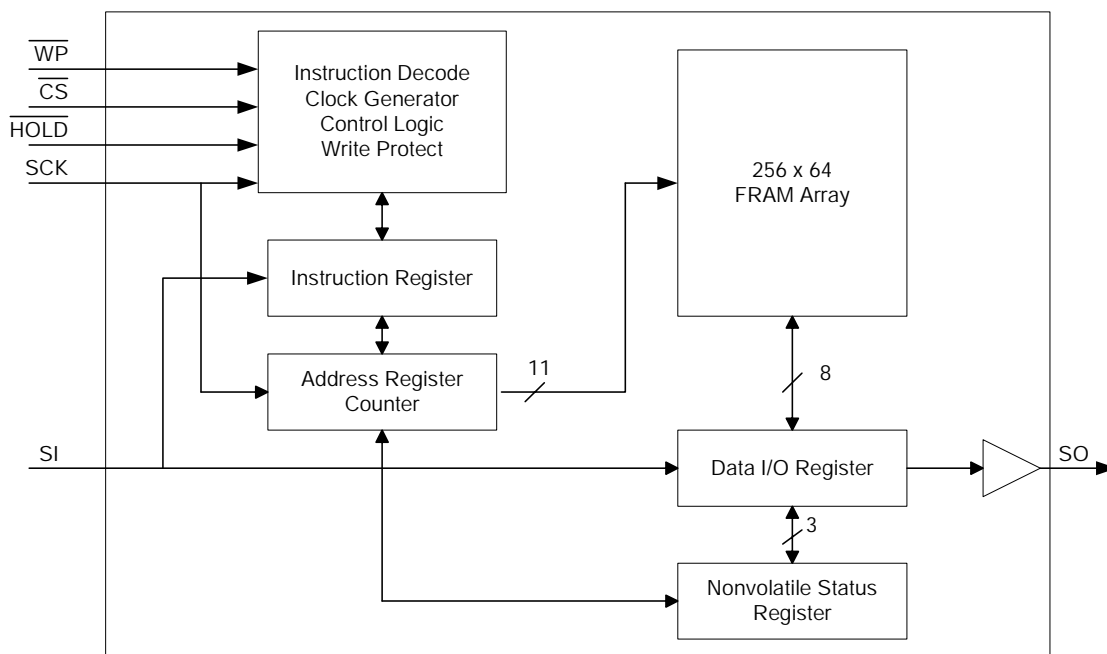 WP
CS
HOLD
SCK
Instruction Decode
Clock Generator
Control Logic
Write Protect
256 x 64
FRAM Array
Instruction Register
Address Register
Counter
11
8
SI
Data I/O Register
SO
3
Nonvolatile Status
Register